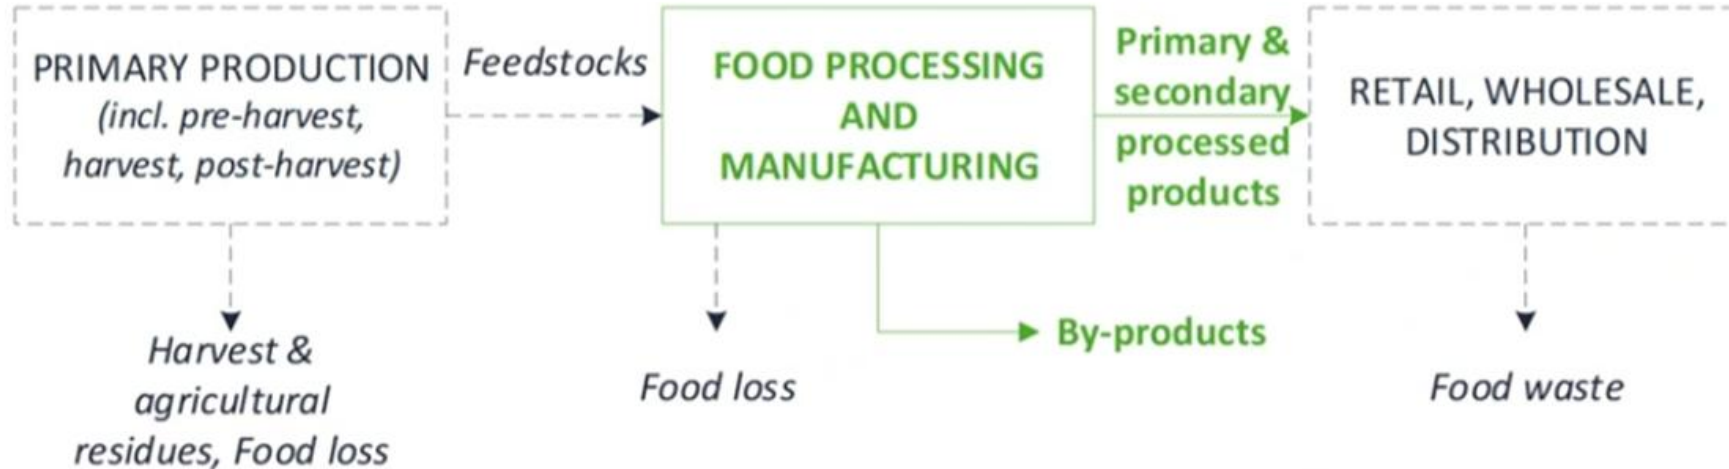 PRIMARY PRODUCTION
(incl. pre-harvest,
harvest, post-harvest)
Feedstocks
FOOD PROCESSING
AND
MANUFACTURING
Primary &
secondary
processed
products
RETAIL, WHOLESALE,
DISTRIBUTION
Harvest &
agricultural
residues, Food loss
Food loss
By-products
Food waste